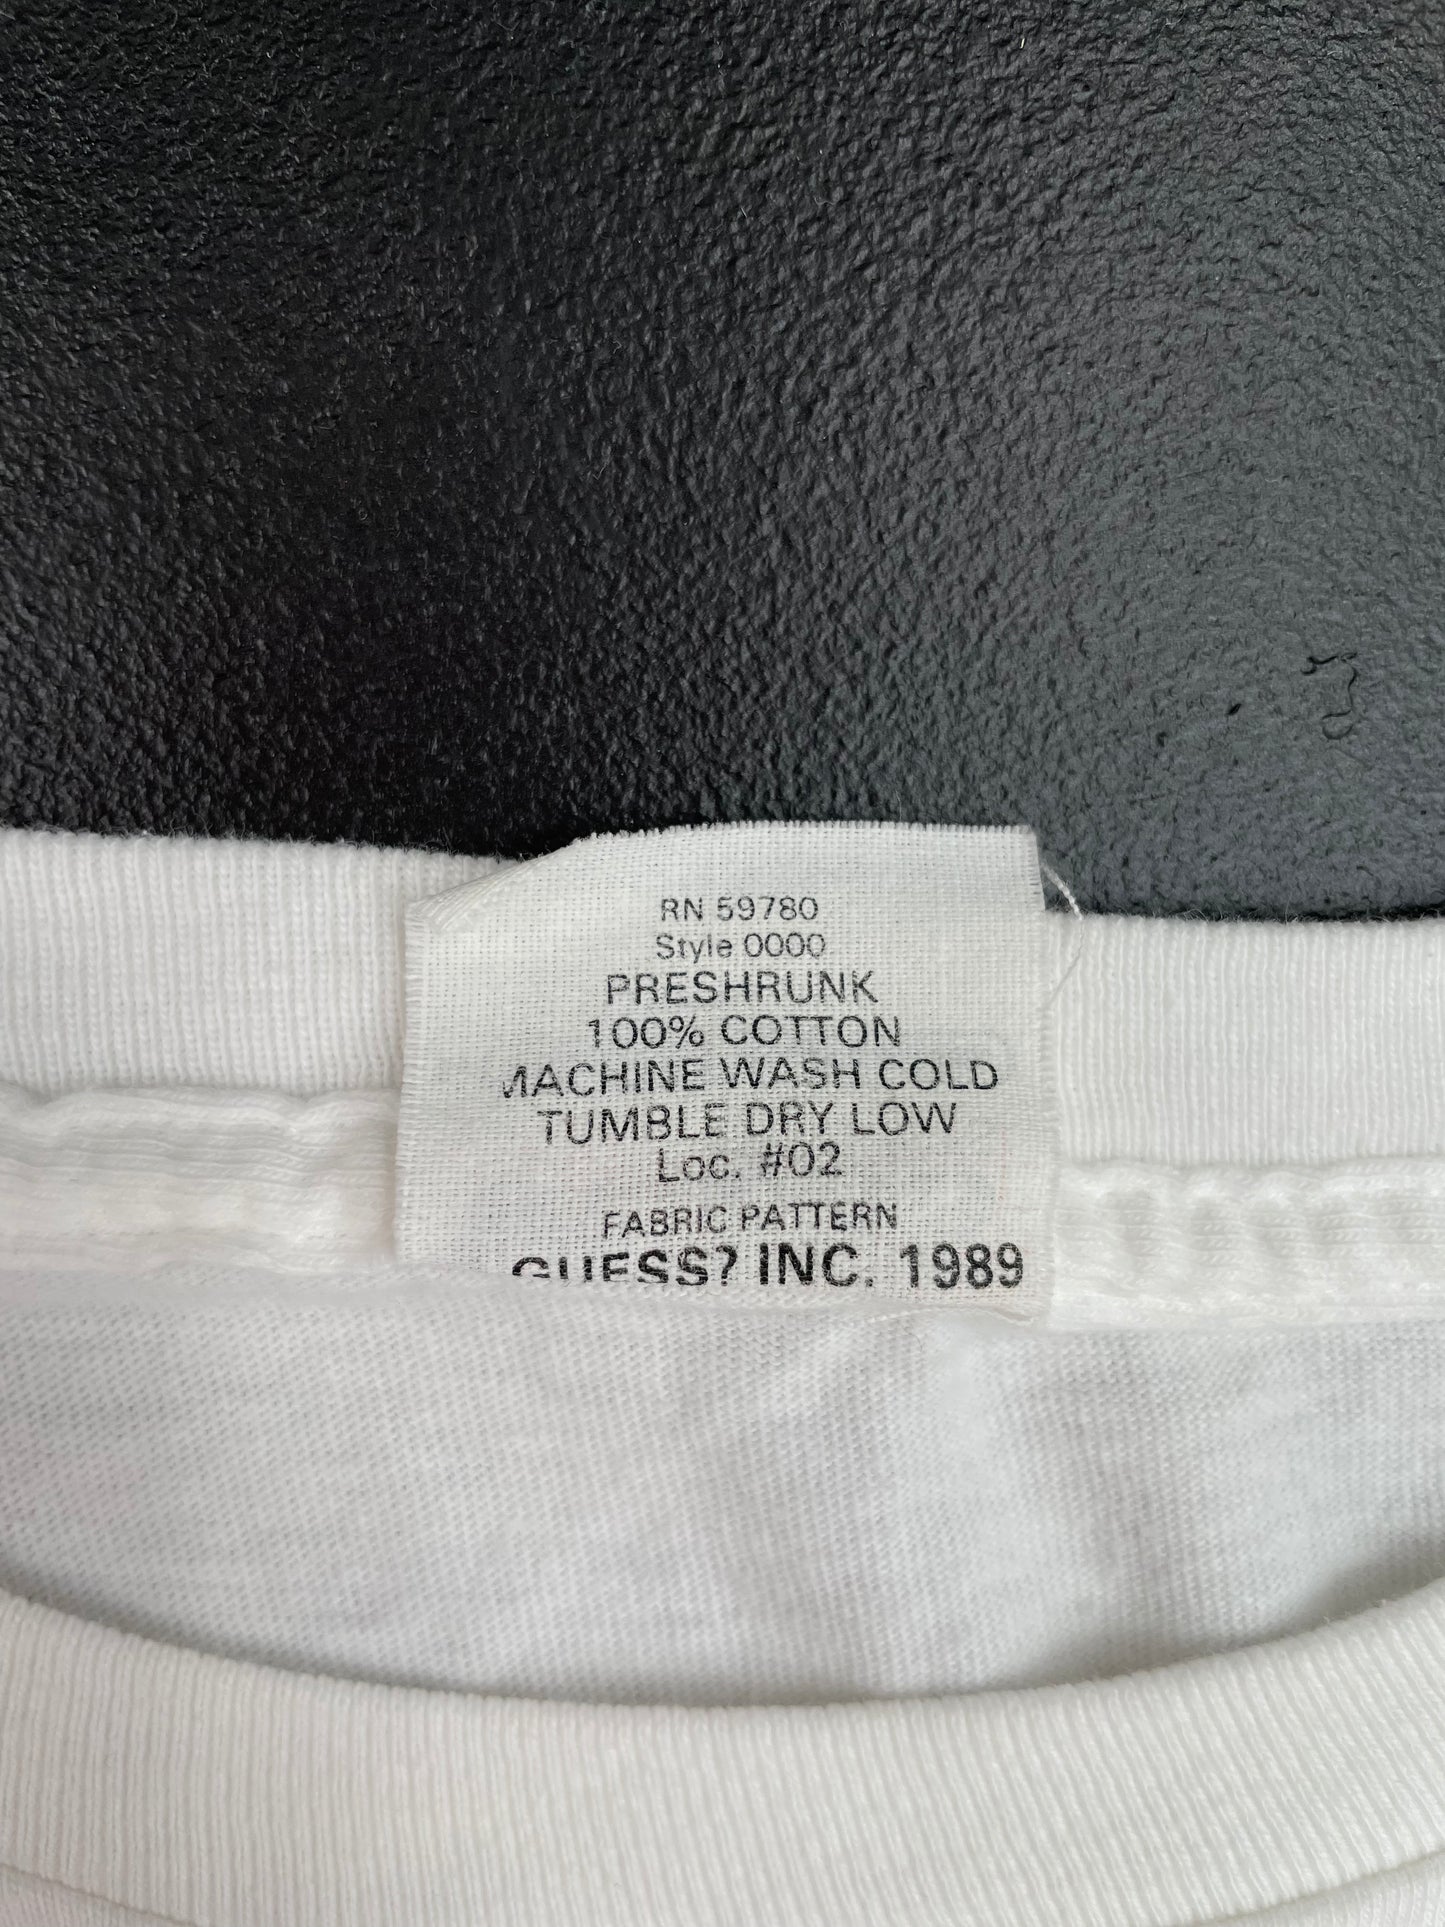 RN 59780
Style 0000
PRESHRUNK
100% COTTON
MACHINE WASH COLD
TUMBLE DRY LOW
Loc. #02
FABRIC PATTERN
GUESS? INC. 1989